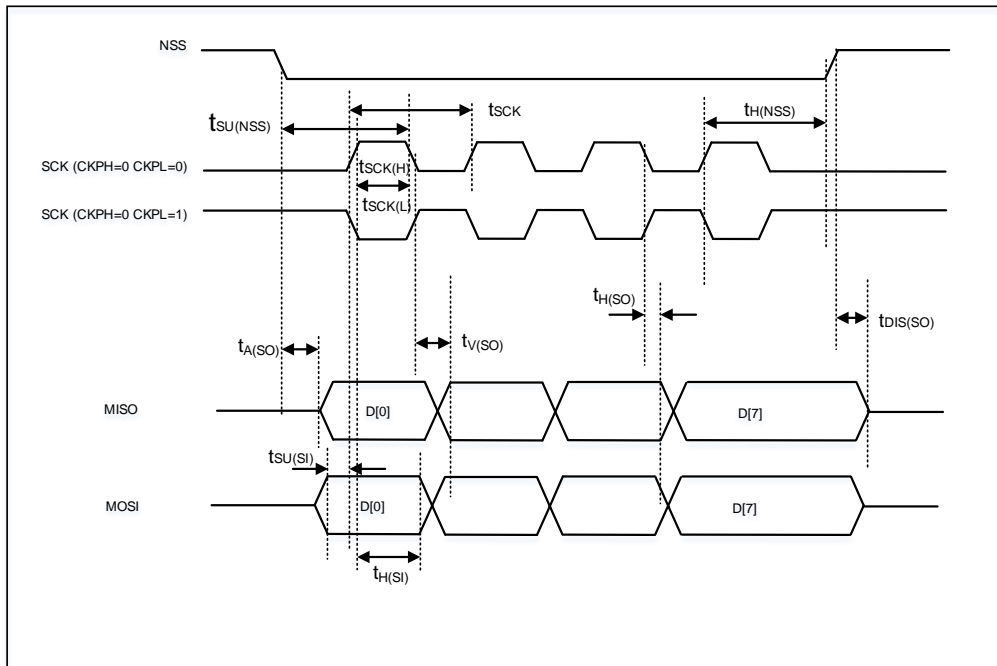 NSS
tSCK
tH(NSS)
tSU(NSS)
SCK (CKPH=0 CKPL=0)
tSCK(H)
tSCK(L)
SCK (CKPH=0 CKPL=1)
tH(SO)
tDIS(SO)
tA(SO)
tV(SO)
MISO
D[0]
D[7]
tSU(SI)
MOSI
D[0]
D[7]
tH(SI)